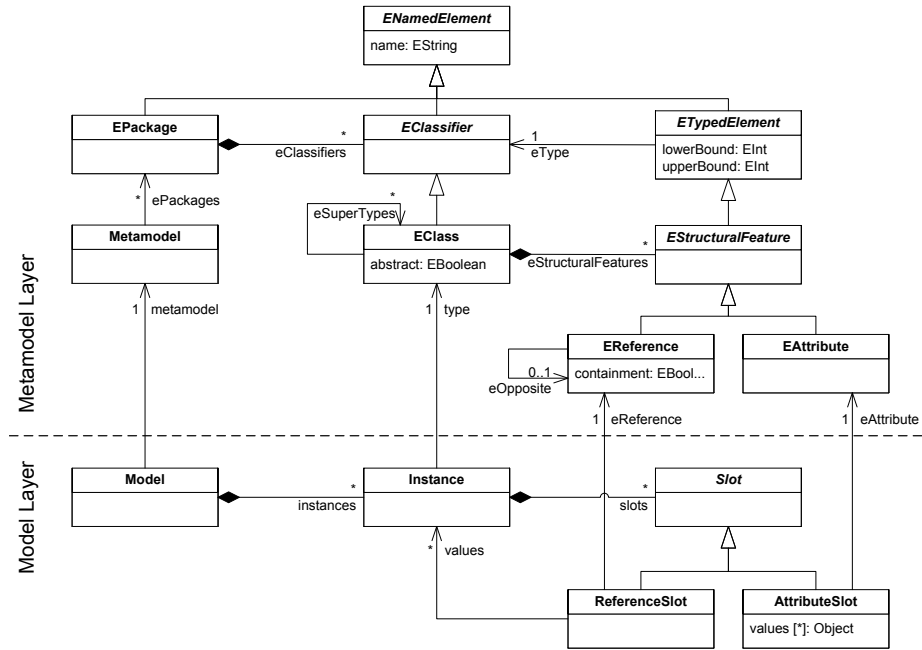 ENamedElement
name: EString
EPackage
*
eClassifiers
EClassifier
1
eType
ETypedElement
lowerBound: EInt
upperBound: EInt
* ePackages
*
eSuperTypes
Metamodel
EClass
abstract: EBoolean
*
eStructuralFeatures
EStructuralFeature
Metamodel Layer
1 metamodel
1 type
EReference
containment: EBool...
0..1
eOpposite
EAttribute
1 eReference
1 eAttribute
Model Layer
Model
*
instances
Instance
*
slots
Slot
* values
ReferenceSlot
AttributeSlot
values [*]: Object